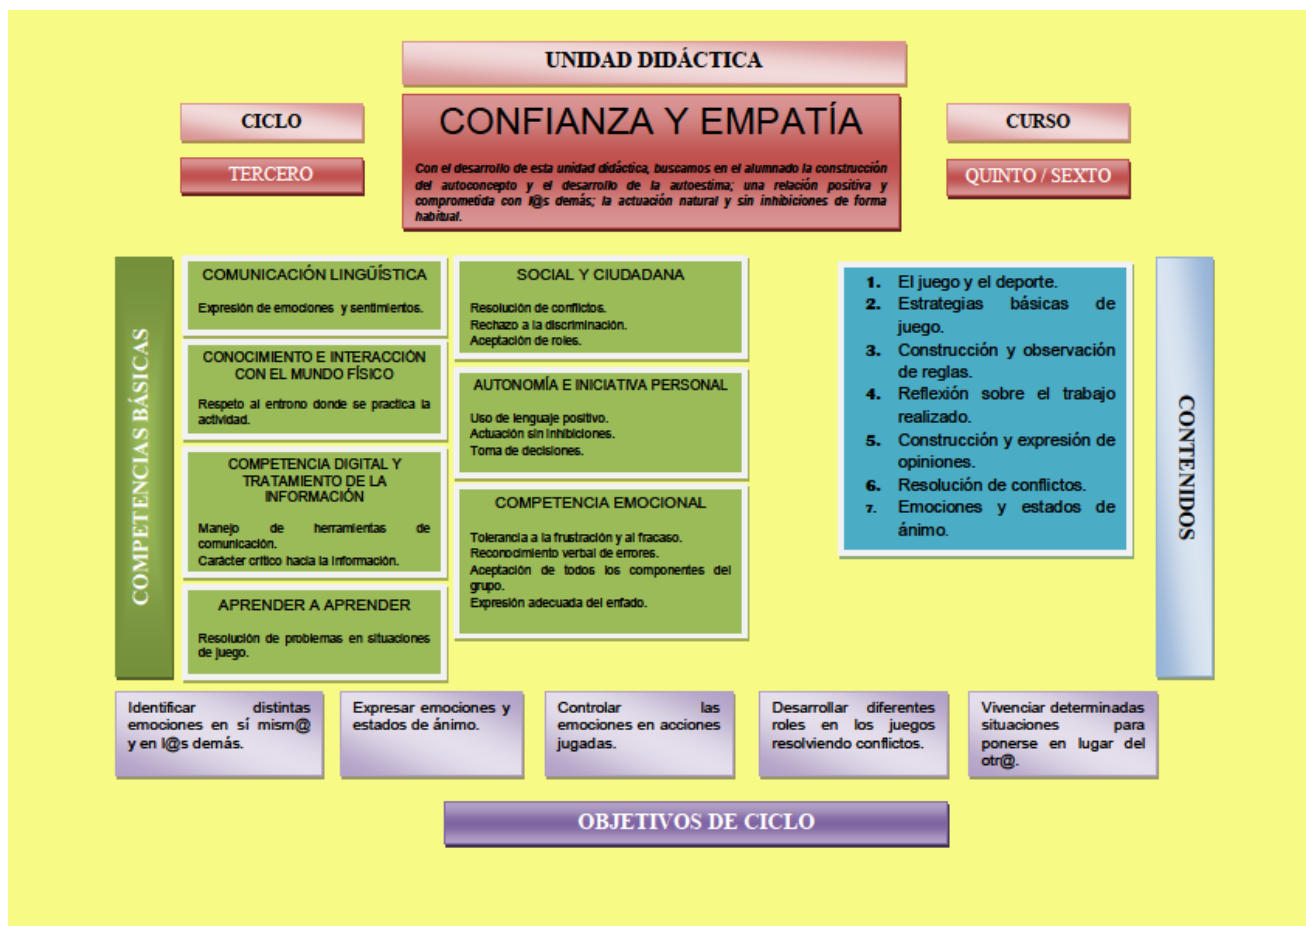 UNIDAD DIDÁCTICA
CICLO
TERCERO
CONFIANZA Y EMPATÍA
Con el desarrollo de esta unidad didáctica, buscamos en el alumnado la construcción
del autoconcepto y el desarrollo de la autoestima; una relación positiva y
comprometida con l@s demás; la actuación natural y sin inhibiciones de forma
habitual.
CURSO
QUINTO / SEXTO
COMPETENCIAS BÁSICAS
COMUNICACIÓN LINGÜÍSTICA
Expresión de emociones y sentimientos.
CONOCIMIENTO E INTERACCIÓN
CON EL MUNDO FÍSICO
Respeto al entrono donde se practica la
actividad.
COMPETENCIA DIGITAL Y
TRATAMIENTO DE LA
INFORMACIÓN
Manejo de herramientas de
comunicación.
Carácter crítico hacia la información.
APRENDER A APRENDER
Resolución de problemas en situaciones
de juego.
SOCIAL Y CIUDADANA
Resolución de conflictos.
Rechazo a la discriminación.
Aceptación de roles.
AUTONOMÍA E INICIATIVA PERSONAL
Uso de lenguaje positivo.
Actuación sin inhibiciones.
Toma de decisiones.
COMPETENCIA EMOCIONAL
Tolerancia a la frustración y al fracaso.
Reconocimiento verbal de errores.
Aceptación de todos los componentes del
grupo.
Expresión adecuada del enfado.
1. El juego y el deporte.
2. Estrategias básicas de
juego.
3. Construcción y observación
de reglas.
4. Reflexión sobre el trabajo
realizado.
5. Construcción y expresión de
opiniones.
6. Resolución de conflictos.
7. Emociones y estados de
ánimo.
CONTENIDOS
Identificar distintas
emociones en sí mism@
y en l@s demás.
Expresar emociones y
estados de ánimo.
Controlar las
emociones en acciones
jugadas.
Desarrollar diferentes
roles en los juegos
resolviendo conflictos.
Vivenciar determinadas
situaciones para
ponerse en lugar del
otr@.
OBJETIVOS DE CICLO